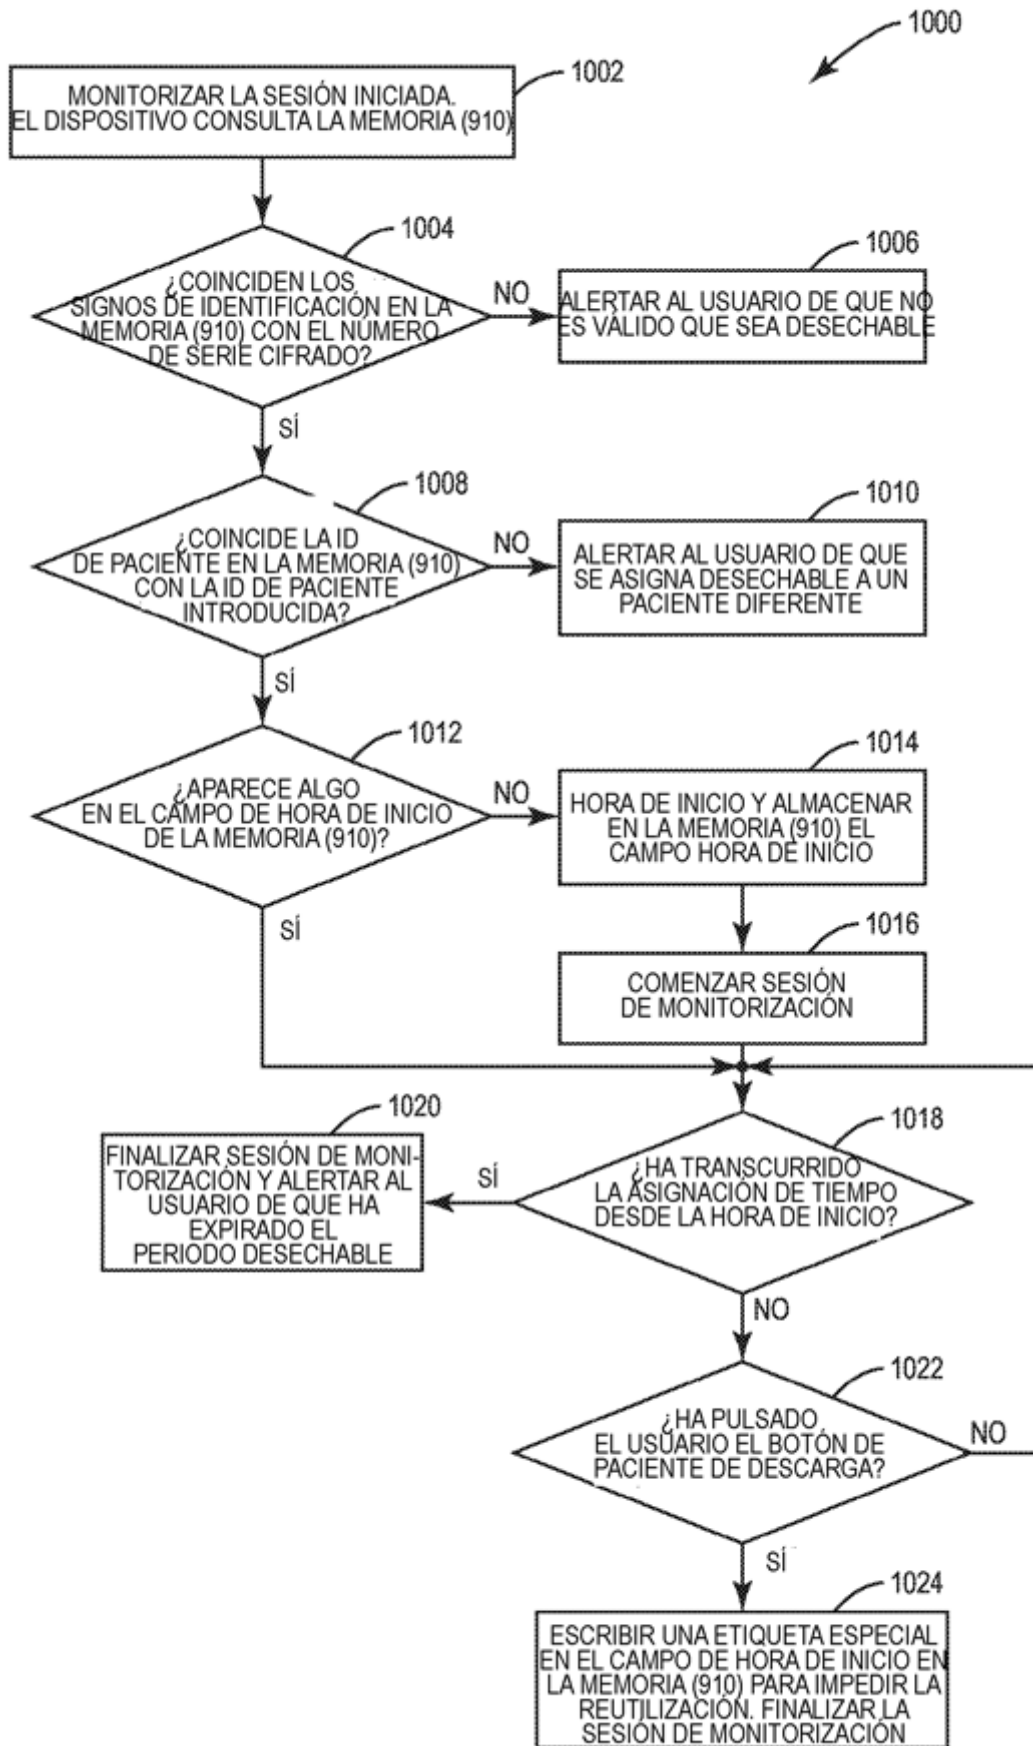 1000
1002
MONITORIZAR LA SESIÓN INICIADA.
EL DISPOSITIVO CONSULTA LA MEMORIA (910)
1004
¿COINCIDEN LOS
SIGNOS DE IDENTIFICACIÓN EN LA
MEMORIA (910) CON EL NÚMERO
DE SERIE CIFRADO?
NO
1006
ALERTAR AL USUARIO DE QUE NO
ES VÁLIDO QUE SEA DESECHABLE
SÍ
1008
¿COINCIDE LA ID
DE PACIENTE EN LA MEMORIA (910)
CON LA ID DE PACIENTE
INTRODUCIDA?
NO
1010
ALERTAR AL USUARIO DE QUE
SE ASIGNA DESECHABLE A UN
PACIENTE DIFERENTE
SÍ
1012
¿APARECE ALGO
EN EL CAMPO DE HORA DE INICIO
DE LA MEMORIA (910)?
NO
1014
HORA DE INICIO Y ALMACENAR
EN LA MEMORIA (910) EL
CAMPO HORA DE INICIO
SÍ
1016
COMENZAR SESIÓN
DE MONITORIZACIÓN
1018
¿HA TRANSCURRIDO
LA ASIGNACIÓN DE TIEMPO
DESDE LA HORA DE INICIO?
SÍ
1020
FINALIZAR SESIÓN DE MONI-
TORIZACIÓN Y ALERTAR AL
USUARIO DE QUE HA
EXPIRADO EL
PERIODO DESECHABLE
NO
1022
¿HA PULSADO
EL USUARIO EL BOTÓN DE
PACIENTE DE DESCARGA?
NO
SÍ
1024
ESCRIBIR UNA ETIQUETA ESPECIAL
EN EL CAMPO DE HORA DE INICIO EN
LA MEMORIA (910) PARA IMPEDIR LA
REUTILIZACIÓN. FINALIZAR LA
SESIÓN DE MONITORIZACIÓN